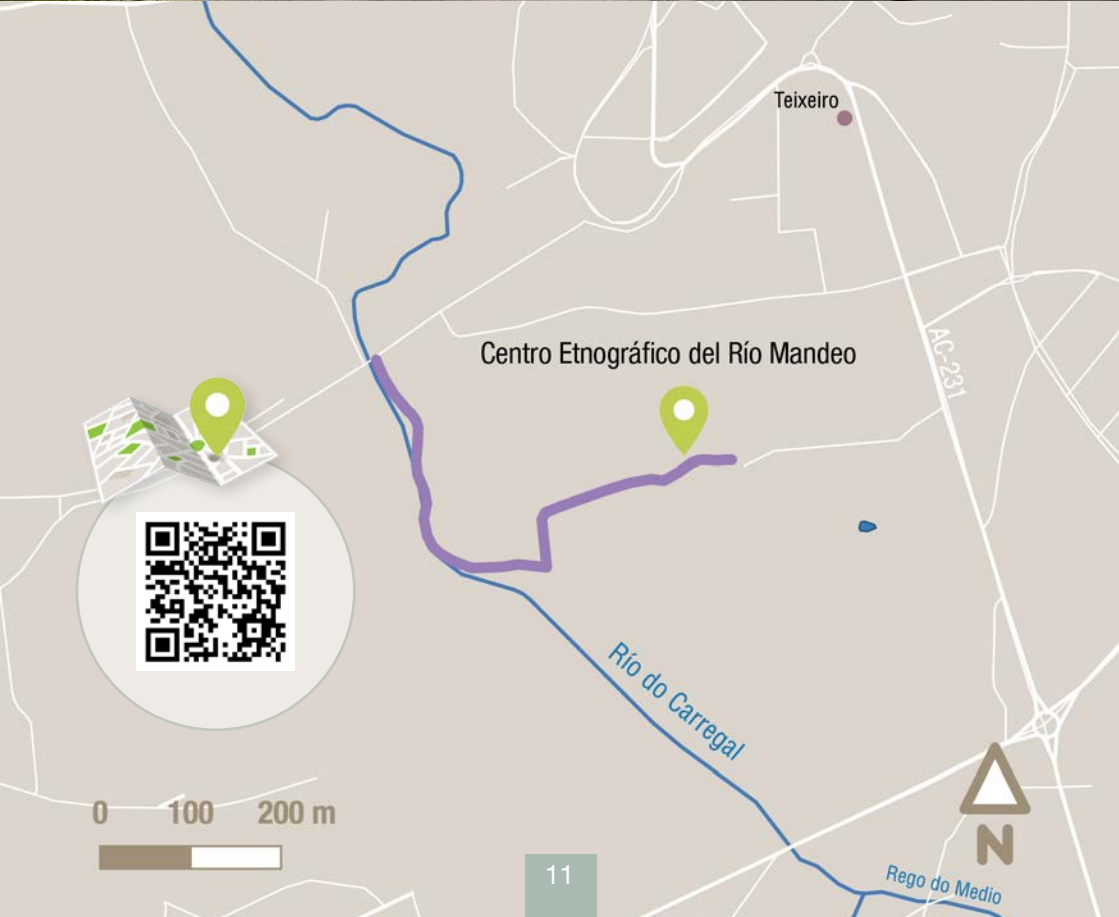 Teixeiro
Centro Etnográfico del Río Mandeo
AC-231
Río do Carregal
0 100 200 m
N
Rego do Medio
11